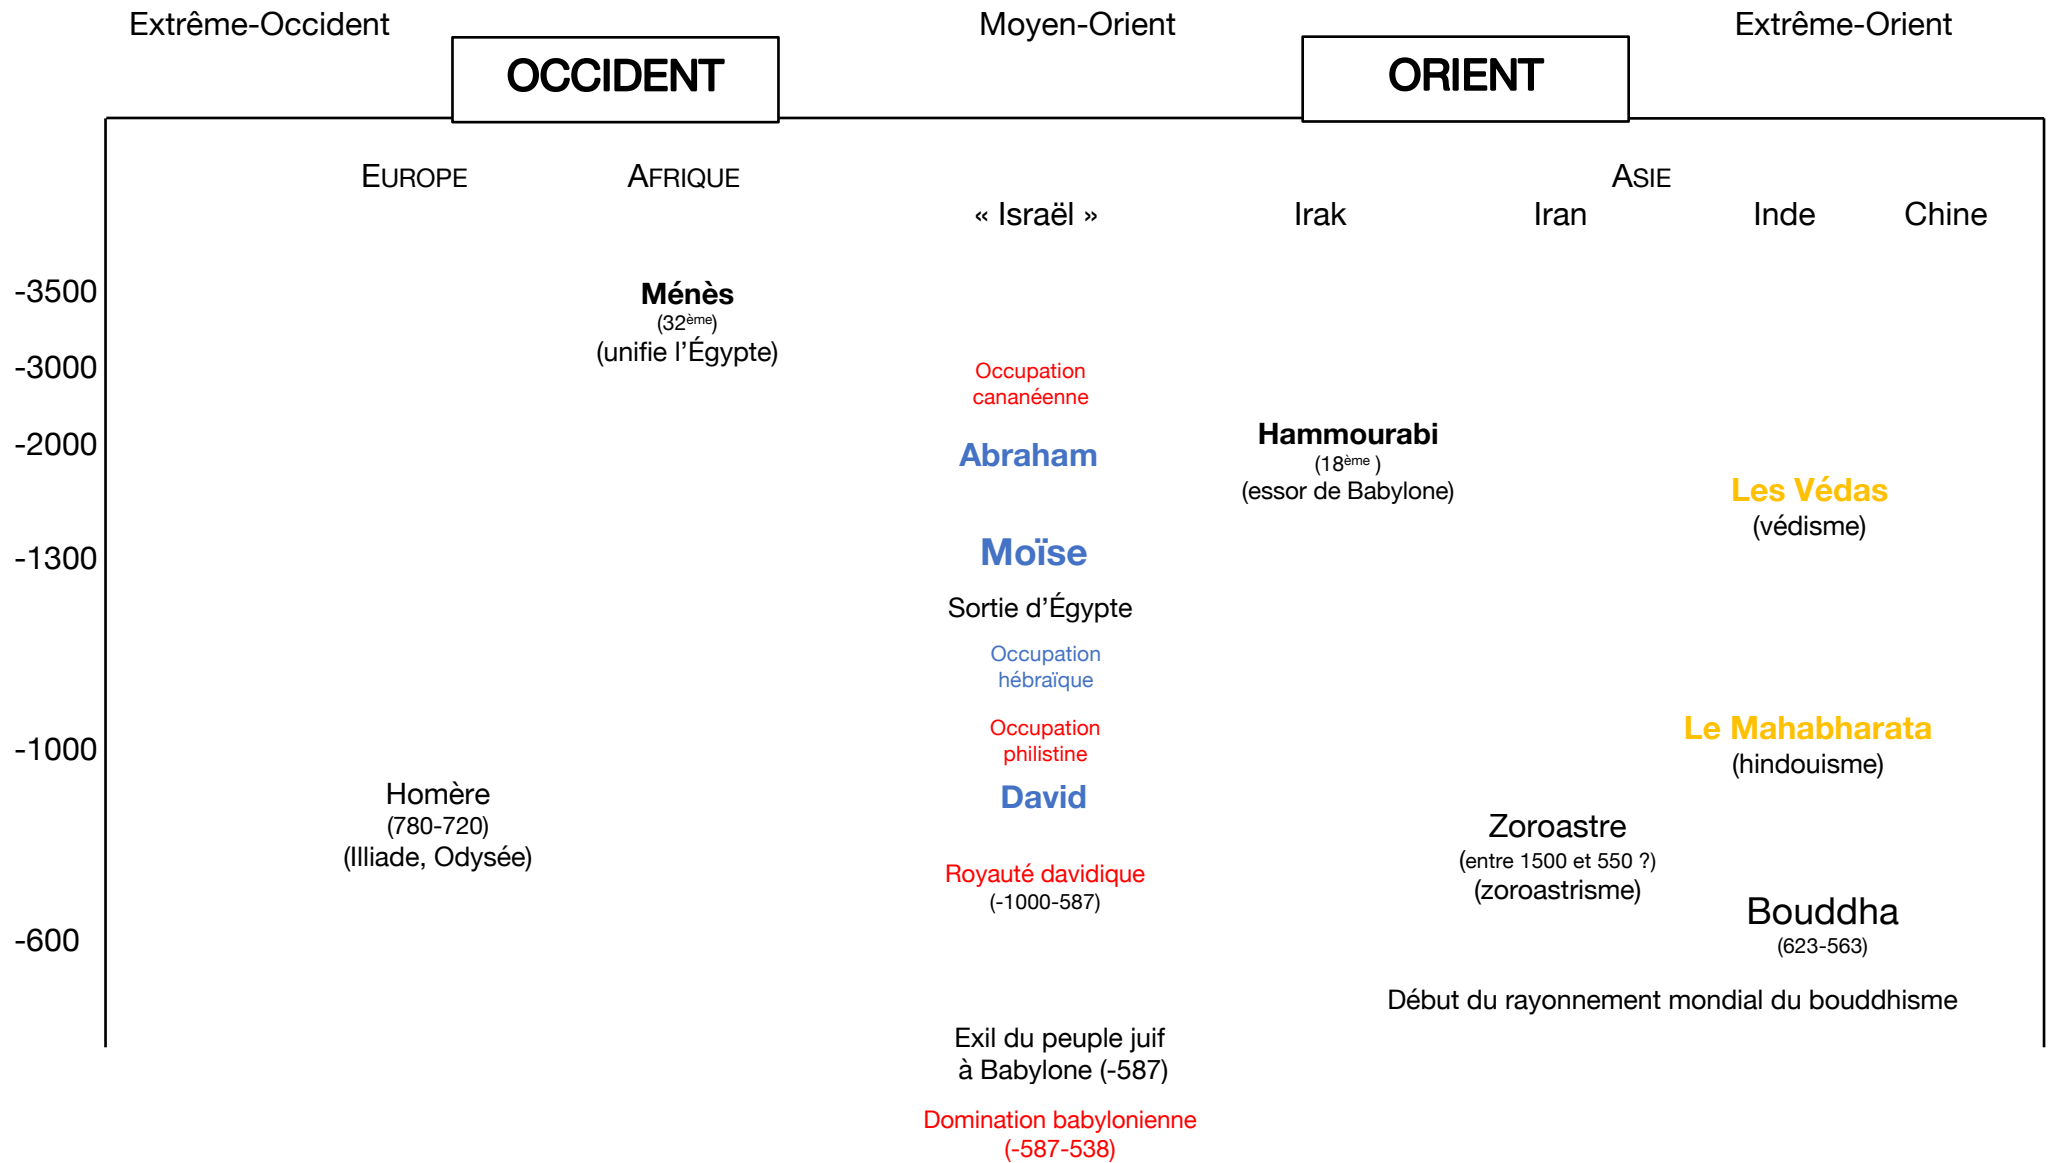 Extrême-Occident Moyen-Orient Extrême-Orient
OCCIDENT ORIENT
EUROPE AFRIQUE ASIE
« Israël » Irak Iran Inde Chine
-3500
Ménès
(32ème)
(unifie l’Égypte)
-3000
Occupation
cananéenne
-2000
Abraham
Hammourabi
(18ème )
(essor de Babylone)
Les Védas
(védisme)
-1300
Moïse
Sortie d’Égypte
Occupation
hébraïque
Occupation
philistine
Le Mahabharata
(hindouisme)
-1000
David
Homère
(780-720)
(Illiade, Odysée)
Zoroastre
(entre 1500 et 550 ?)
(zoroastrisme)
Royauté davidique
(-1000-587)
-600
Bouddha
(623-563)
Début du rayonnement mondial du bouddhisme
Exil du peuple juif
à Babylone (-587)
Domination babylonienne
(-587-538)